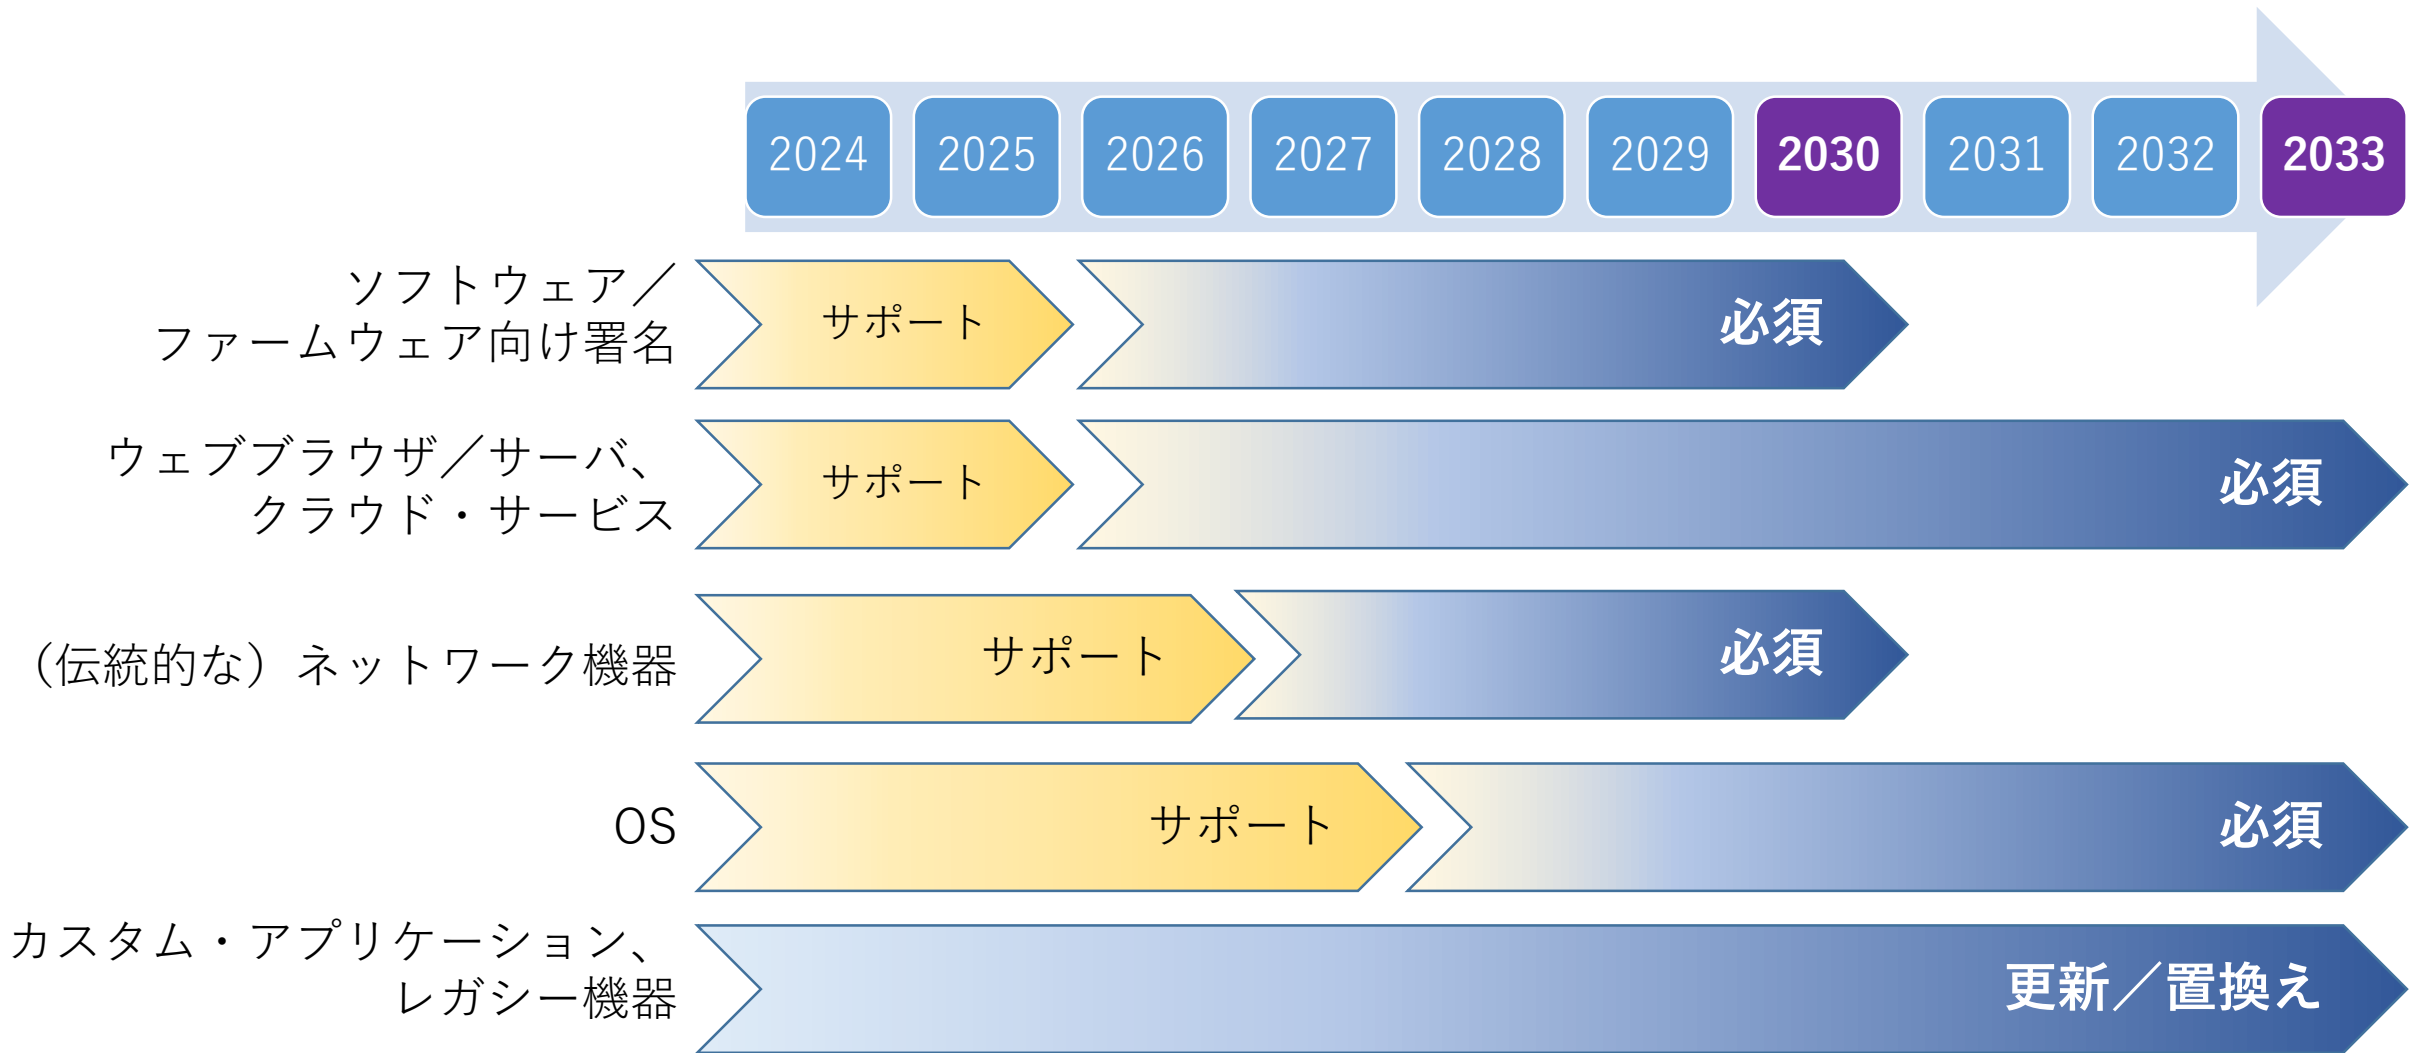 2024 2025 2026 2027 2028 2029 2030 2031 2032 2033
ソフトウェア／
ファームウェア向け署名
サポート
必須
ウェブブラウザ／サーバ、
クラウド・サービス
サポート
必須
（伝統的な）ネットワーク機器
サポート
必須
OS
サポート
必須
カスタム・アプリケーション、
レガシー機器
更新／置換え